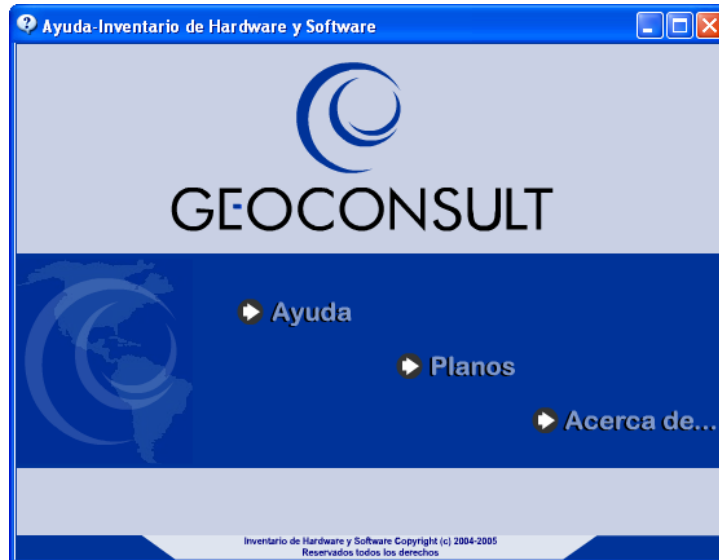 Ayuda-Inventario de Hardware y Software
GEOCONSULT
Ayuda
Planos
Acerca de...
Inventario de Hardware y Software Copyright (c) 2004-2005
Reservados todos los derechos